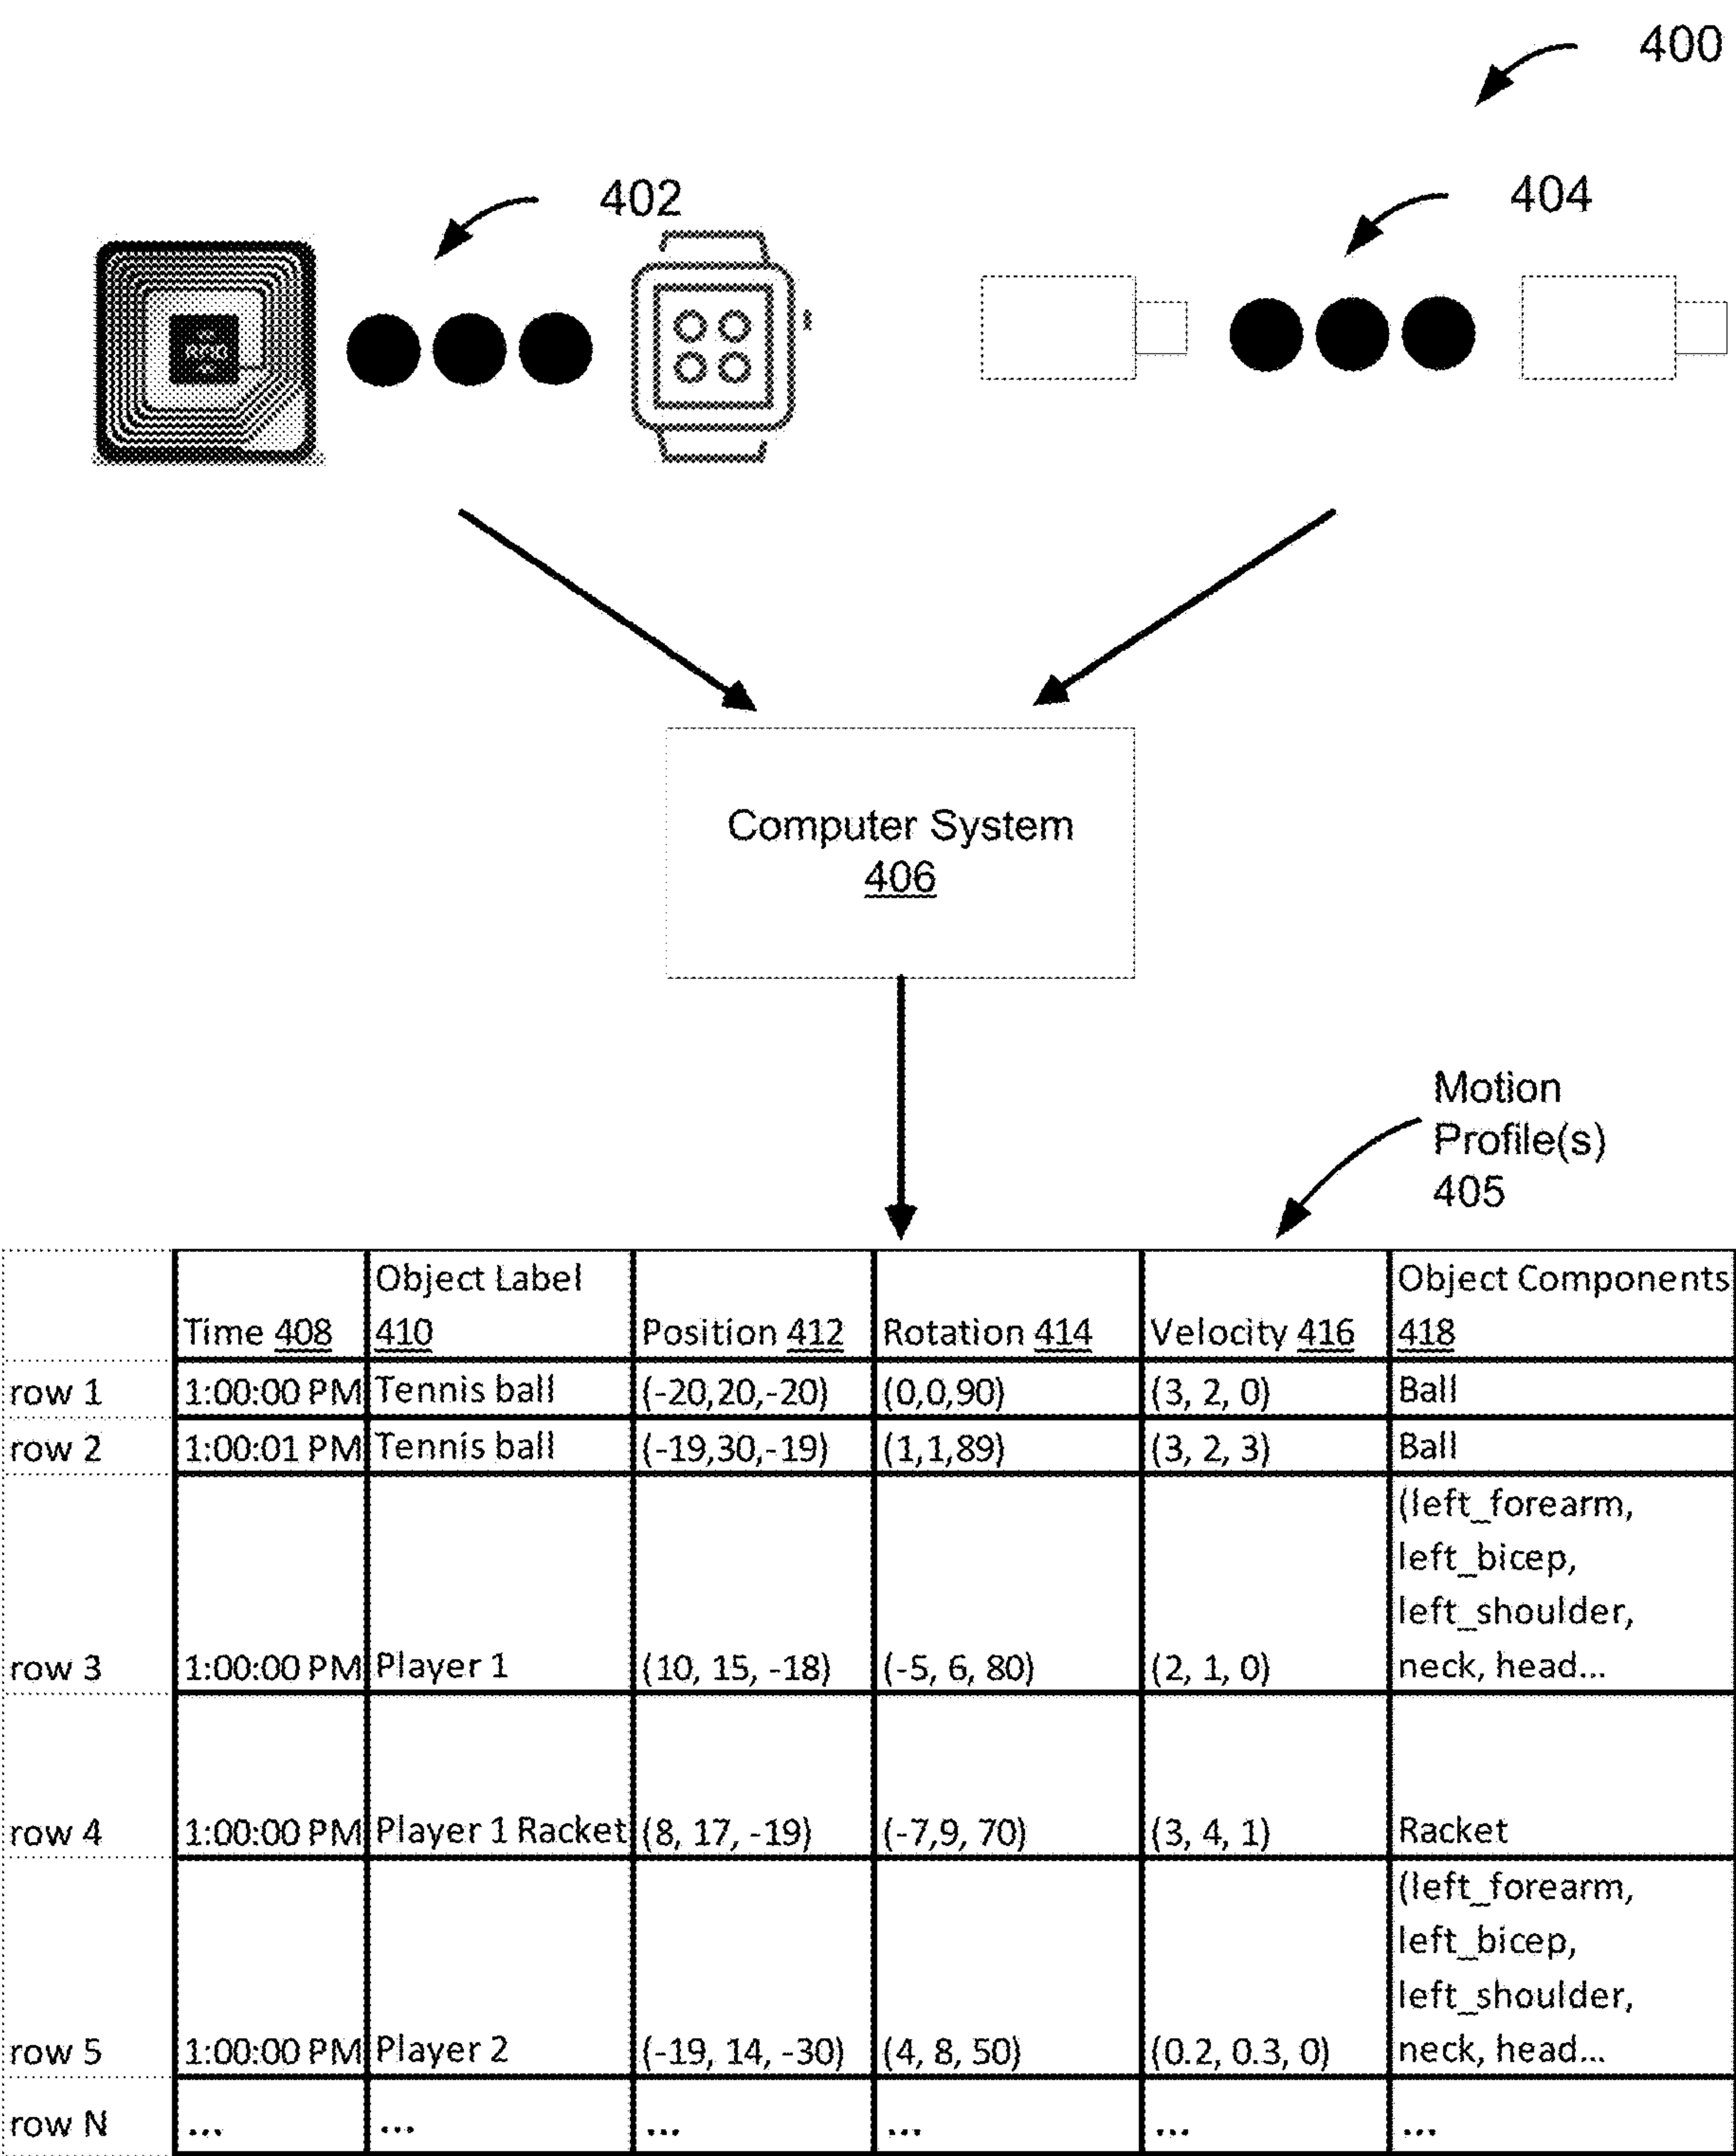 400
402
404
Computer System
406
Motion
Profile(s)
405
Time 408
Object Label
410
Position 412
Rotation 414
Velocity 416
Object Components
418
row 1 1:00:00 PM Tennis ball (-20,20,-20) (0,0,90) (3, 2, 0) Ball
row 2 1:00:01 PM Tennis ball (-19,30,-19) (1,1,89) (3, 2, 3) Ball
(left_forearm,
left_bicep,
left_shoulder,
row 3 1:00:00 PM Player 1 (10, 15, -18) (-5, 6, 80) (2, 1, 0) neck, head...
row 4 1:00:00 PM Player 1 Racket (8, 17, -19) (-7,9, 70) (3, 4, 1) Racket
(left_forearm,
left_bicep,
left_shoulder,
row 5 1:00:00 PM Player 2 (-19, 14, -30) (4, 8, 50) (0.2, 0.3, 0) neck, head...
row N ... ... ... ... ... ...